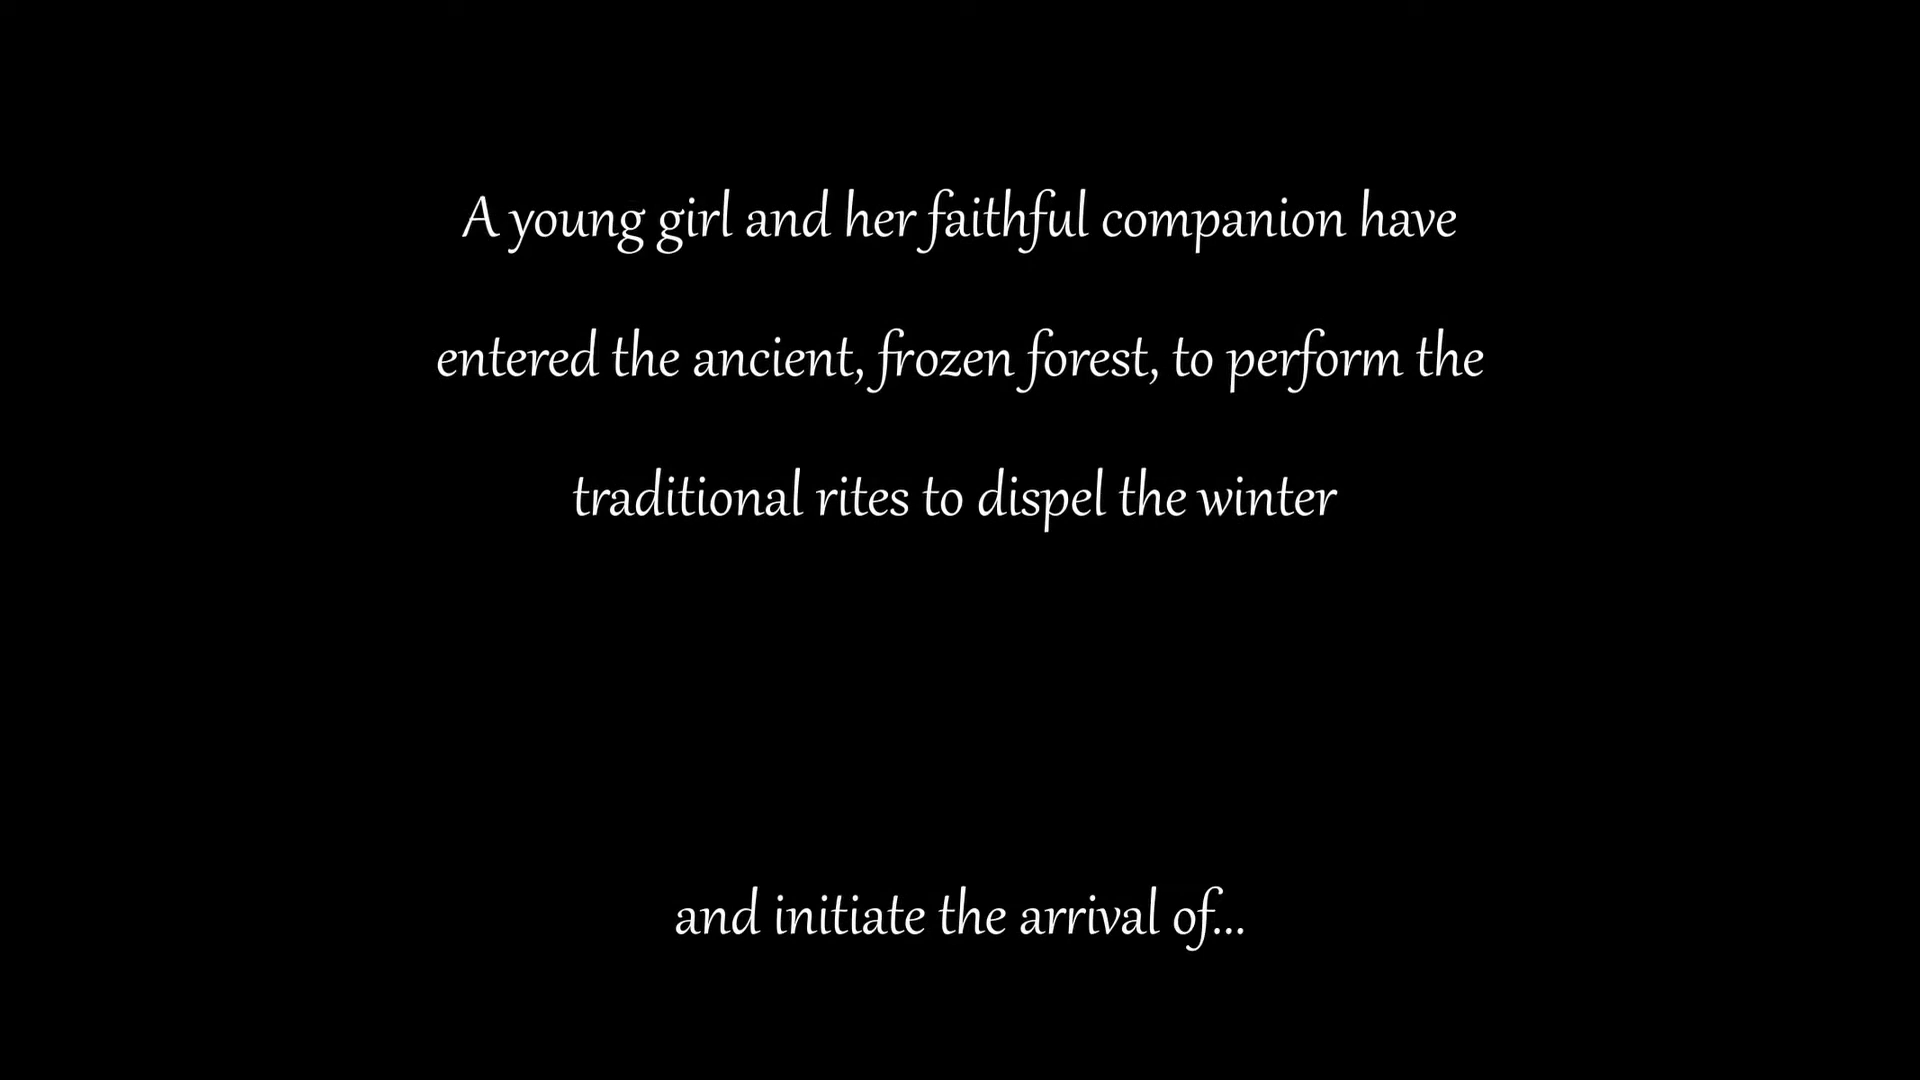 A young girl and her faithful companion have
entered the ancient, frozen forest, to perform the
traditional rites to dispel the winter
and initiate the arrival of...